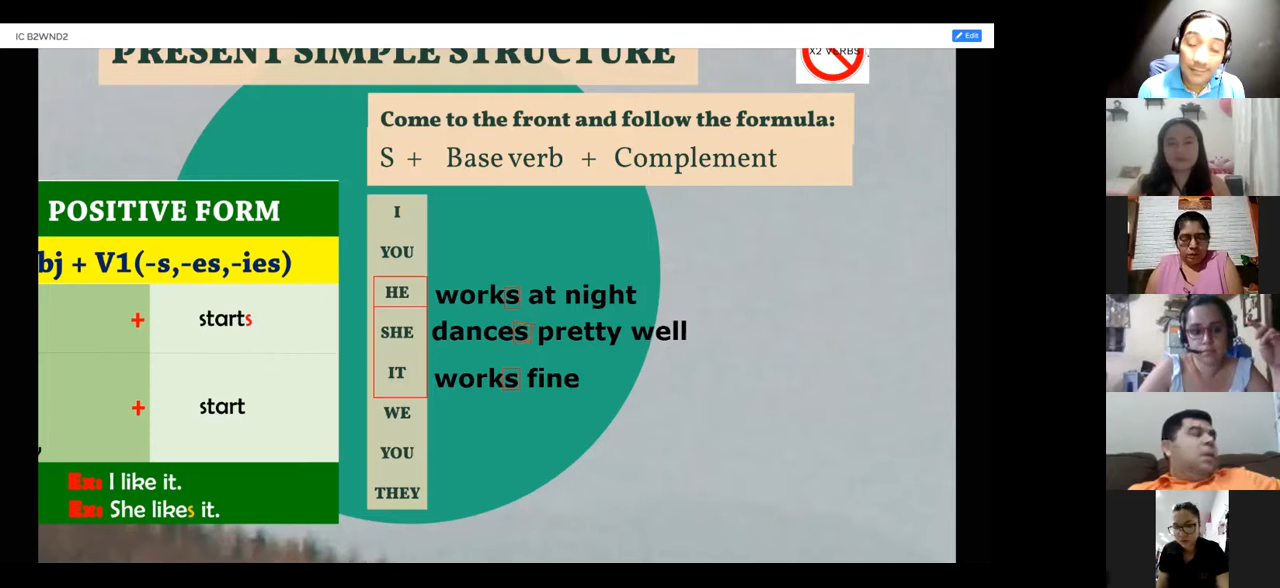 IC B2WND2
Edit
PRESENT SIMPLE STRUCTURE
X2 VERBS
Come to the front and follow the formula:
S + Base verb + Complement
POSITIVE FORM
bj + V1(-s,-es,-ies)
+ starts
+ start
Ex: I like it.
Ex: She likes it.
I
YOU
HE works at night
SHE dances pretty well
IT works fine
WE
YOU
THEY